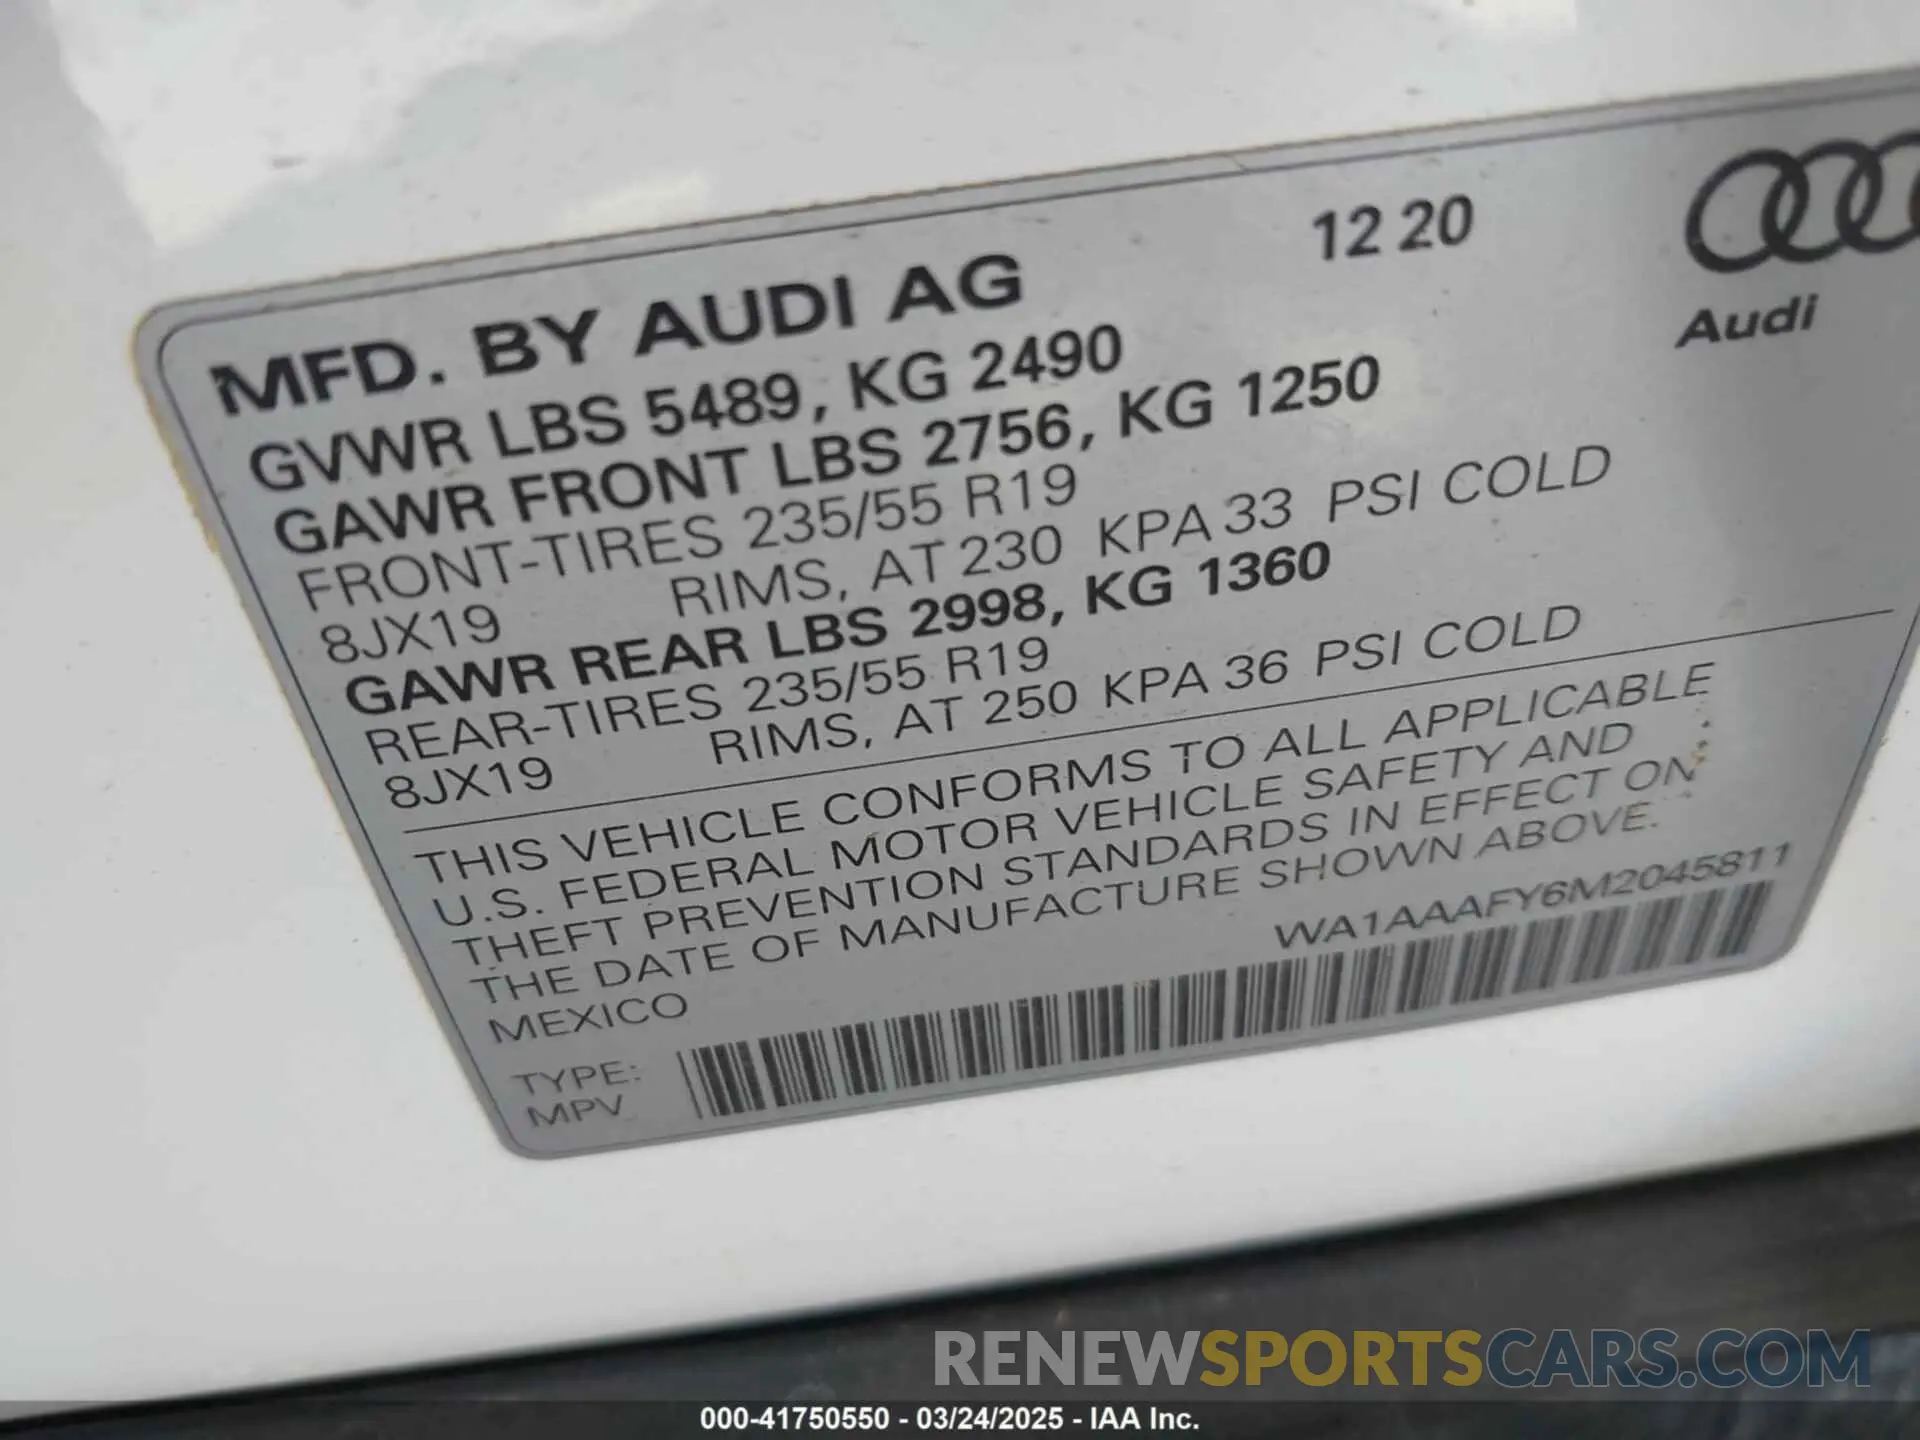 MFD. BY AUDI AG 12 20
Audi
GVWR LBS 5489, KG 2490
GAWR FRONT LBS 2756, KG 1250
FRONT-TIRES 235/55 R19
8JX19 RIMS, AT 230 KPA 33 PSI COLD
GAWR REAR LBS 2998, KG 1360
REAR-TIRES 235/55 R19
8JX19 RIMS, AT 250 KPA 36 PSI COLD
THIS VEHICLE CONFORMS TO ALL APPLICABLE
U.S. FEDERAL MOTOR VEHICLE SAFETY AND
THEFT PREVENTION STANDARDS IN EFFECT ON
THE DATE OF MANUFACTURE SHOWN ABOVE.
MEXICO WA1AAAFY6M2045811
TYPE:
MPV
RENEWSPORTSCARS.COM
000-41750550 - 03/24/2025 - IAA Inc.